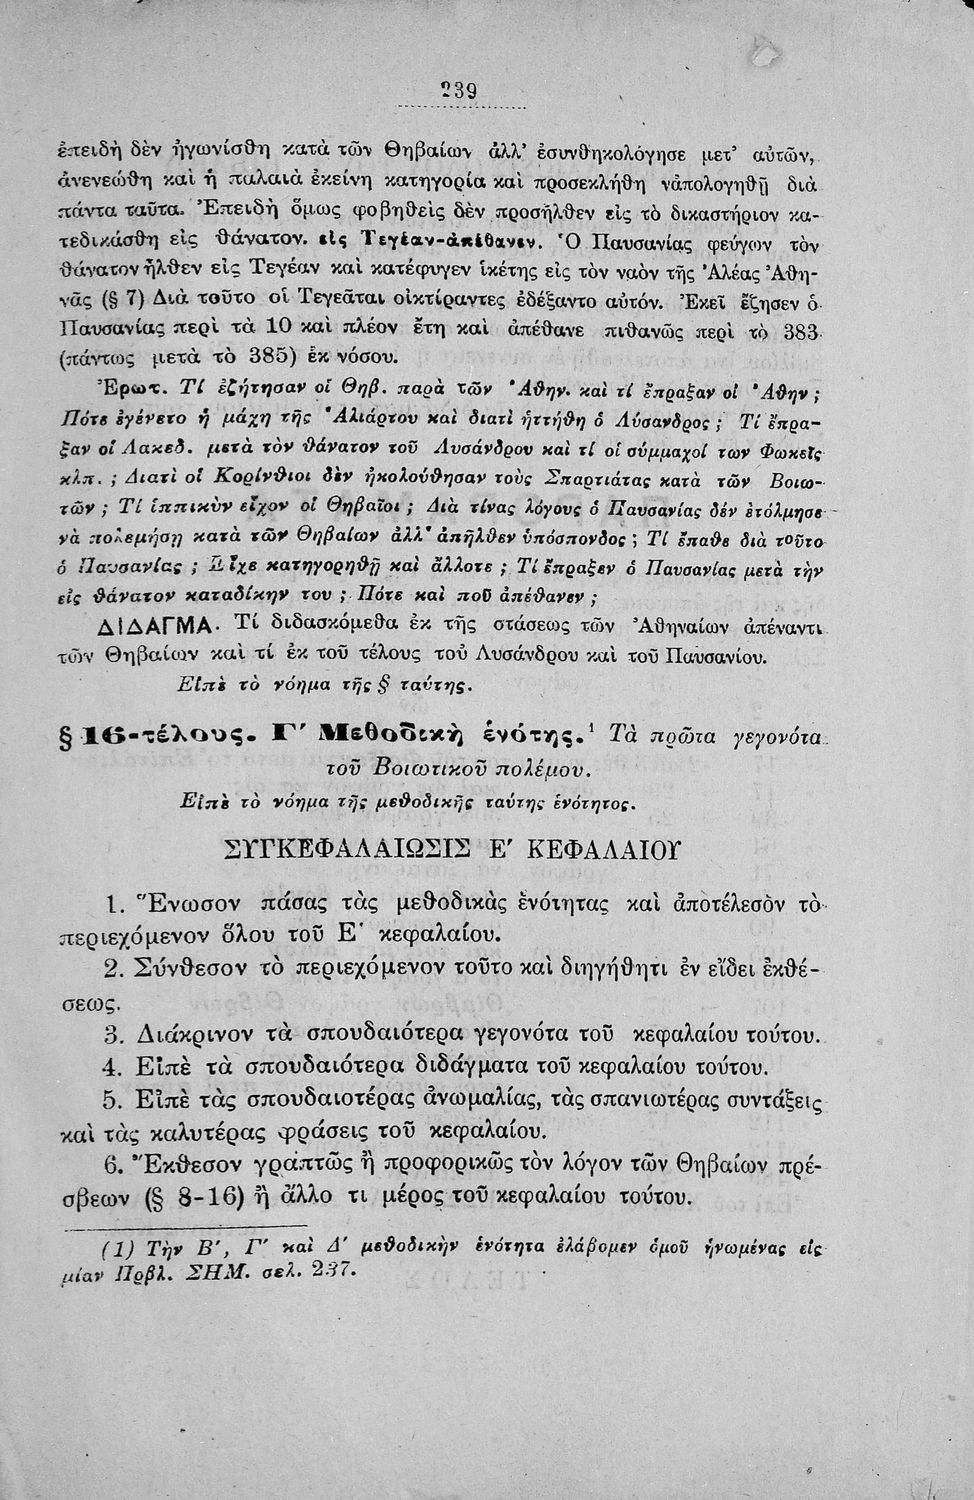 239
ἐπειδὴ δὲν ἠγωνίσθη κατὰ τῶν Θηβαίων ἀλλ' ἐσυνθηκολόγησε μετ' αὐτῶν,
ἀνενεώθη καὶ ἡ παλαιὰ ἐκείνη κατηγορία καὶ προσεκλήθη νἀπολογηθῇ διὰ
πάντα ταῦτα. Ἐπειδὴ ὅμως φοβηθεὶς δὲν προσῆλθεν εἰς τὸ δικαστήριον κα-
τεδικάσθη εἰς θάνατον. εἰς Τεγέαν-ἀπέθανεν. Ὁ Παυσανίας φεύγων τὸν
θάνατον ἦλθεν εἰς Τεγέαν καὶ κατέφυγεν ἱκέτης εἰς τὸν ναὸν τῆς Ἀλέας Ἀθη-
νᾶς (§ 7) Διὰ τοῦτο οἱ Τεγεᾶται οἰκτίραντες ἐδέξαντο αὐτόν. Ἐκεῖ ἔζησεν ὁ
Παυσανίας περὶ τὰ 10 καὶ πλέον ἔτη καὶ ἀπέθανε πιθανῶς περὶ τὸ 383
(πάντως μετὰ τὸ 385) ἐκ νόσου.
Ἐρωτ. Τί ἐζήτησαν οἱ Θηβ. παρὰ τῶν Ἀθην. καὶ τί ἔπραξαν οἱ Ἀθην ;
Πότε ἐγένετο ἡ μάχη τῆς Ἁλιάρτου καὶ διατὶ ἡττήθη ὁ Λύσανδρος ; Τί ἔπρα-
ξαν οἱ Λακεδ. μετὰ τὸν θάνατον τοῦ Λυσάνδρου καὶ τί οἱ σύμμαχοί των Φωκεῖς
κλπ. ; Διατὶ οἱ Κορίνθιοι δὲν ἠκολούθησαν τοὺς Σπαρτιάτας κατὰ τῶν Βοιω-
τῶν ; Τί ἱππικὸν εἶχον οἱ Θηβαῖοι ; Διὰ τίνας λόγους ὁ Παυσανίας δέν ἐτόλμησε
νὰ πολεμήσῃ κατὰ τῶν Θηβαίων ἀλλ' ἀπῆλθεν ὑπόσπονδος ; Τί ἔπαθε διὰ τοῦτο
ὁ Παυσανίας ; Εἶχε κατηγορηθῇ καὶ ἄλλοτε ; Τί ἔπραξεν ὁ Παυσανίας μετὰ τὴν
εἰς θάνατον καταδίκην του ; Πότε καὶ ποῦ ἀπέθανεν ;
ΔΙΔΑΓΜΑ. Τί διδασκόμεθα ἐκ τῆς στάσεως τῶν Ἀθηναίων ἀπέναντι
τῶν Θηβαίων καὶ τί ἐκ τοῦ τέλους τοῦ Λυσάνδρου καὶ τοῦ Παυσανίου.
Εἰπὲ τὸ νόημα τῆς § ταύτης.
§ 16-τέλους. Γ′ Μεθοδικὴ ἑνότης.¹ Τὰ πρῶτα γεγονότα
τοῦ Βοιωτικοῦ πολέμου.
Εἰπὲ τὸ νόημα τῆς μεθοδικῆς ταύτης ἑνότητος.
ΣΥΓΚΕΦΑΛΑΙΩΣΙΣ Ε′ ΚΕΦΑΛΑΙΟΥ
1. Ἕνωσον πάσας τὰς μεθοδικὰς ἑνότητας καὶ ἀποτέλεσὸν τὸ
περιεχόμενον ὅλου τοῦ Ε′ κεφαλαίου.
2. Σύνθεσον τὸ περιεχόμενον τοῦτο καὶ διηγήθητι ἐν εἴδει ἐκθέ-
σεως.
3. Διάκρινον τὰ σπουδαιότερα γεγονότα τοῦ κεφαλαίου τούτου.
4. Εἰπὲ τὰ σπουδαιότερα διδάγματα τοῦ κεφαλαίου τούτου.
5. Εἰπὲ τὰς σπουδαιοτέρας ἀνωμαλίας, τὰς σπανιωτέρας συντάξεις
καὶ τὰς καλυτέρας φράσεις τοῦ κεφαλαίου.
6. Ἔκθεσον γραπτῶς ἢ προφορικῶς τὸν λόγον τῶν Θηβαίων πρέ-
σβεων (§ 8-16) ἢ ἄλλο τι μέρος τοῦ κεφαλαίου τούτου.
(1) Τὴν Β′, Γ′ καὶ Δ′ μεθοδικὴν ἑνότητα ἐλάβομεν ὁμοῦ ἡνωμένας εἰς
μίαν Πρβλ. ΣΗΜ. σελ. 237.